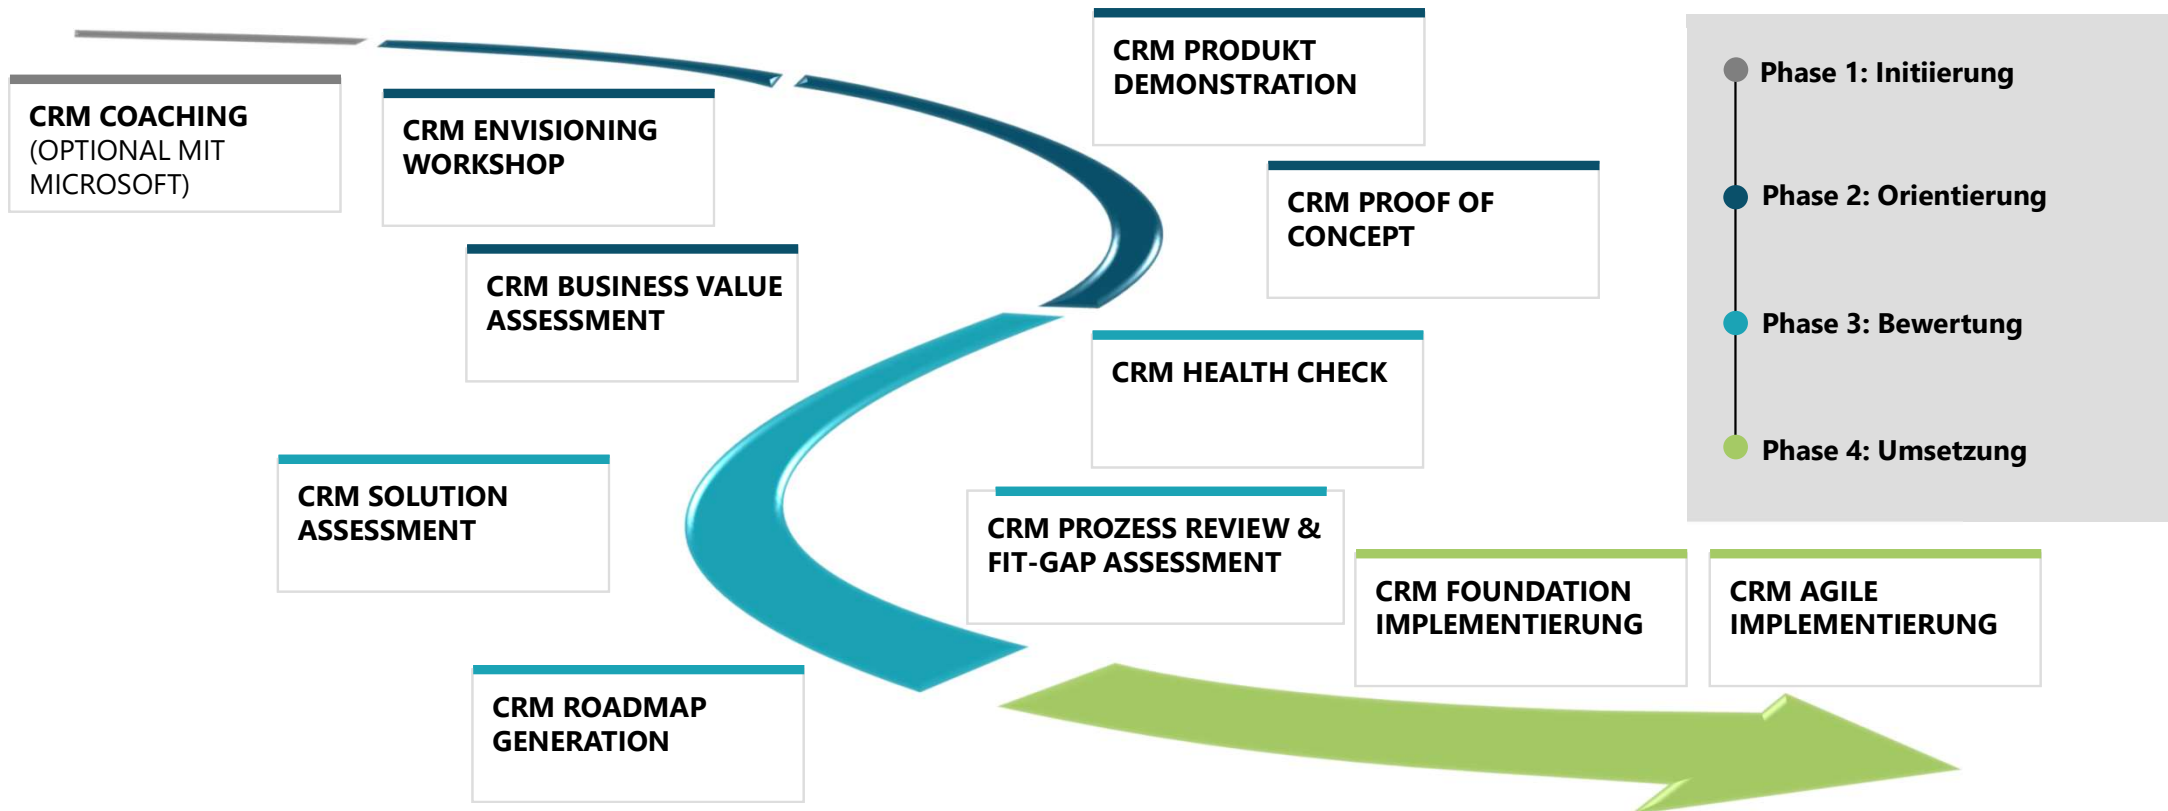 CRM COACHING
(OPTIONAL MIT
MICROSOFT)
CRM ENVISIONING
WORKSHOP
CRM BUSINESS VALUE
ASSESSMENT
CRM PRODUKT
DEMONSTRATION
CRM PROOF OF
CONCEPT
CRM HEALTH CHECK
CRM SOLUTION
ASSESSMENT
CRM PROZESS REVIEW &
FIT-GAP ASSESSMENT
CRM ROADMAP
GENERATION
CRM FOUNDATION
IMPLEMENTIERUNG
CRM AGILE
IMPLEMENTIERUNG
Phase 1: Initiierung
Phase 2: Orientierung
Phase 3: Bewertung
Phase 4: Umsetzung